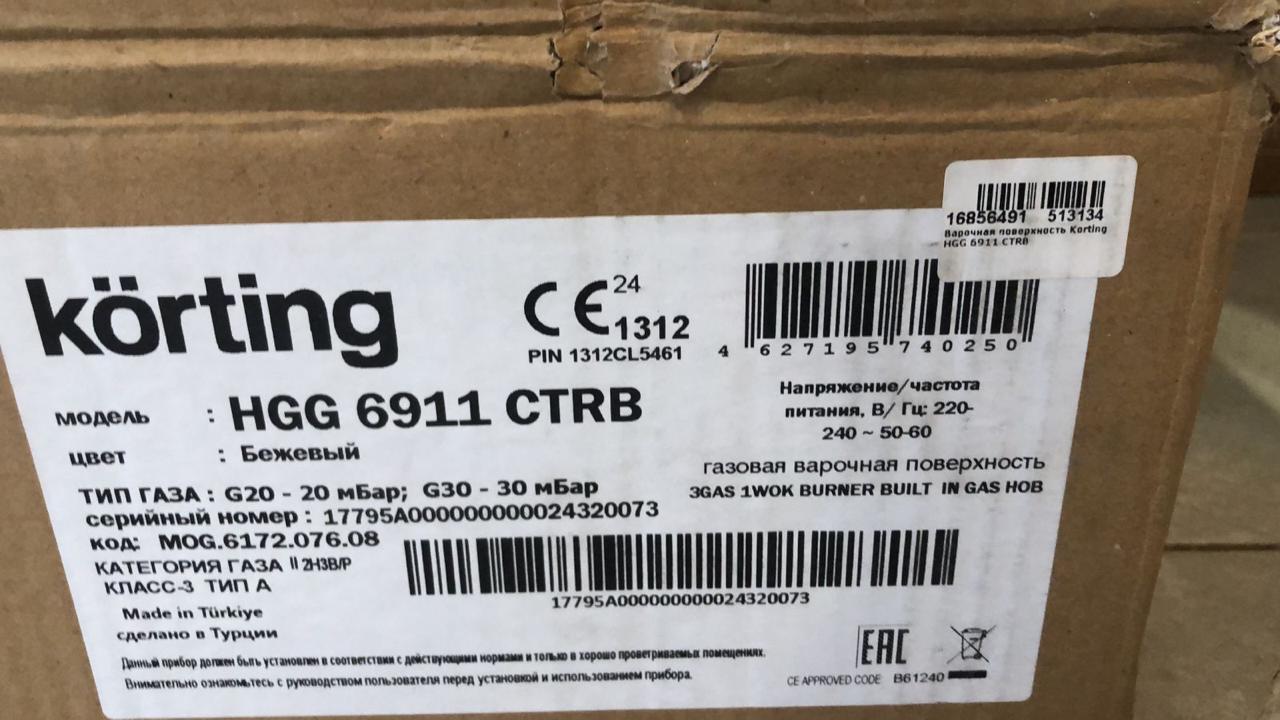 16856491 513134
Варочная поверхность Korting
HGG 6911 CTRB
körting
CE 24
1312
PIN 1312CL5461
4 627195 740250
модель : HGG 6911 CTRB
цвет : Бежевый
Напряжение/частота
питания, В/ Гц: 220-
240 ~ 50-60
газовая варочная поверхность
3GAS 1WOK BURNER BUILT IN GAS HOB
ТИП ГАЗА : G20 - 20 мБар; G30 - 30 мБар
серийный номер : 17795A000000000024320073
код: MOG.6172.076.08
КАТЕГОРИЯ ГАЗА II 2H3B/P
КЛАСС-3 ТИП А
17795A000000000024320073
Made in Türkiye
сделано в Турции
EAC
Данный прибор должен быть установлен в соответствии с действующими нормами и только в хорошо проветриваемых помещениях.
Внимательно ознакомьтесь с руководством пользователя перед установкой и использованием прибора.
CE APPROVED CODE B61240